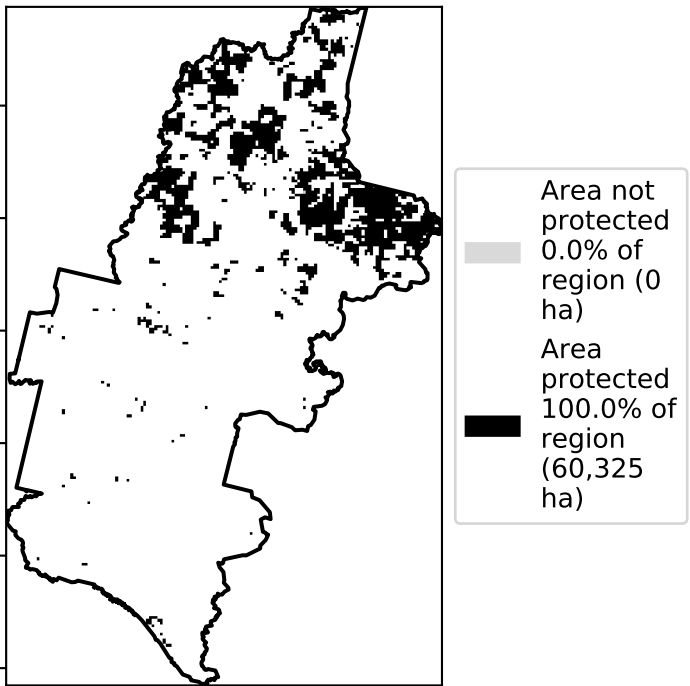 Area not
protected
0.0% of
region (0
ha)
Area
protected
100.0% of
region
(60,325
ha)